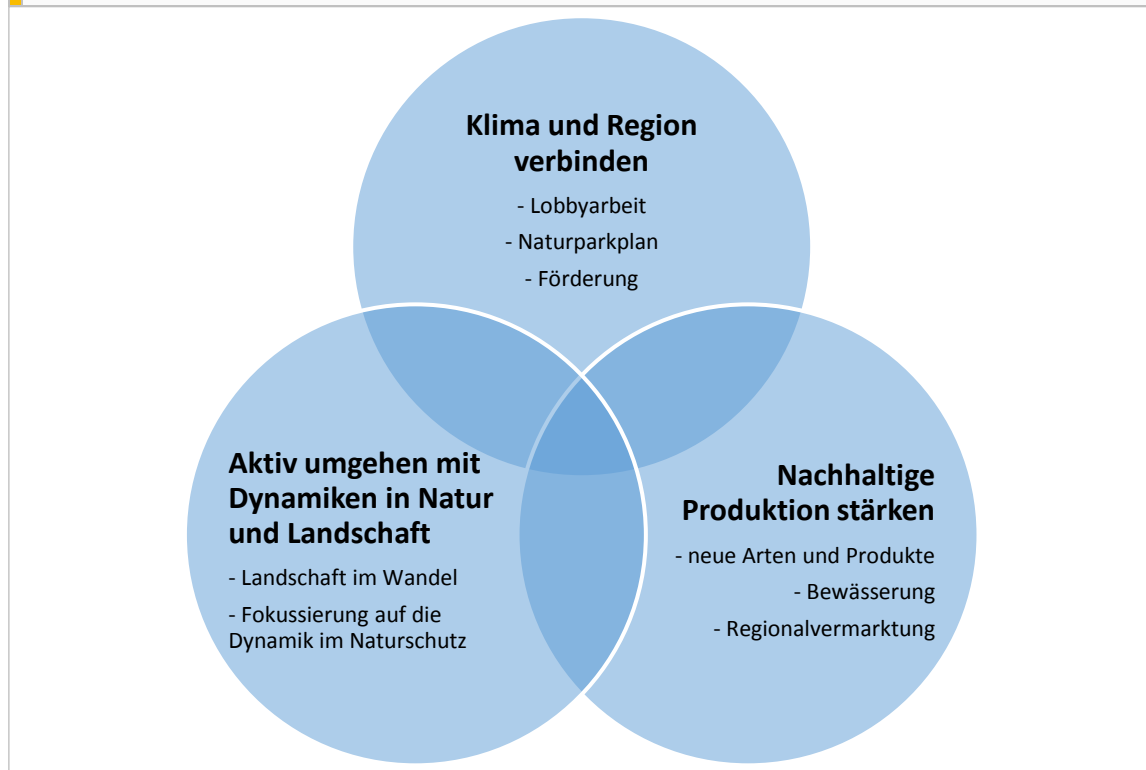 Klima und Region
verbinden
- Lobbyarbeit
- Naturparkplan
- Förderung
Aktiv umgehen mit
Dynamiken in Natur
und Landschaft
- Landschaft im Wandel
- Fokussierung auf die
Dynamik im Naturschutz
Nachhaltige
Produktion stärken
- neue Arten und Produkte
- Bewässerung
- Regionalvermarktung